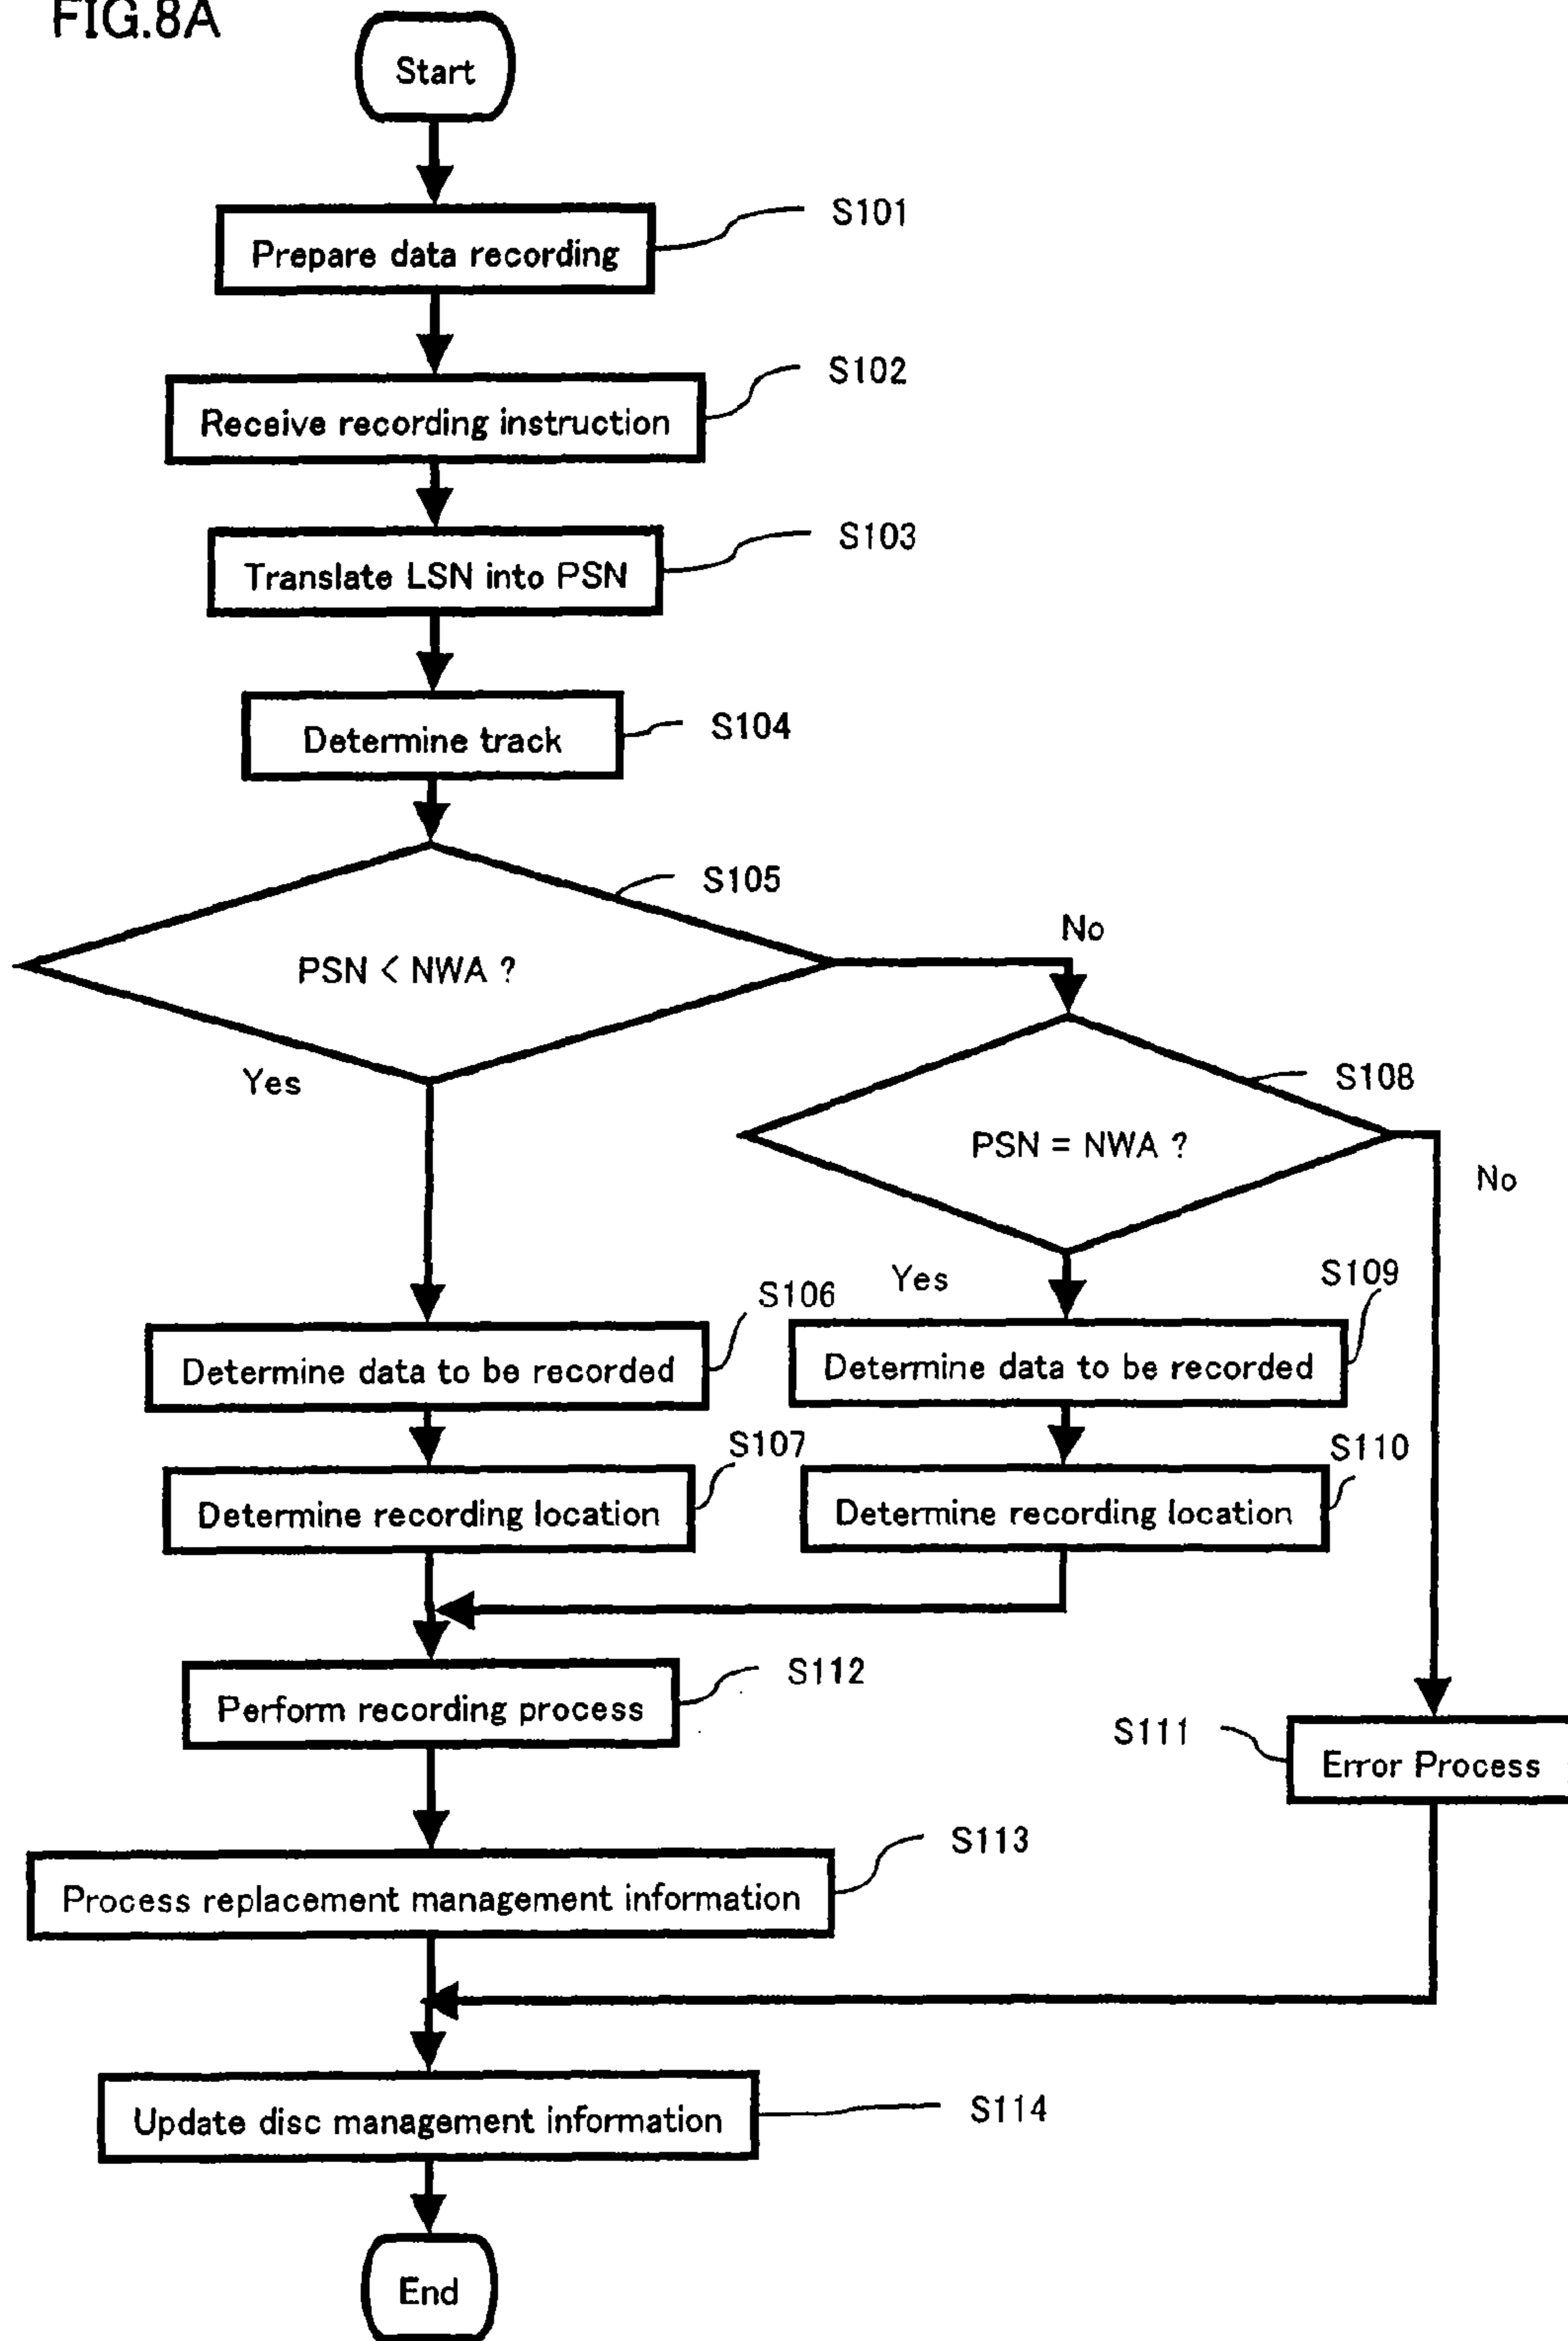 FIG.8A
Start
S101
Prepare data recording
S102
Receive recording instruction
S103
Translate LSN into PSN
S104
Determine track
S105
PSN < NWA ?
No
Yes
S108
PSN = NWA ?
No
Yes
S106
Determine data to be recorded
S109
Determine data to be recorded
S107
Determine recording location
S110
Determine recording location
S112
Perform recording process
S111
Error Process
S113
Process replacement management information
S114
Update disc management information
End